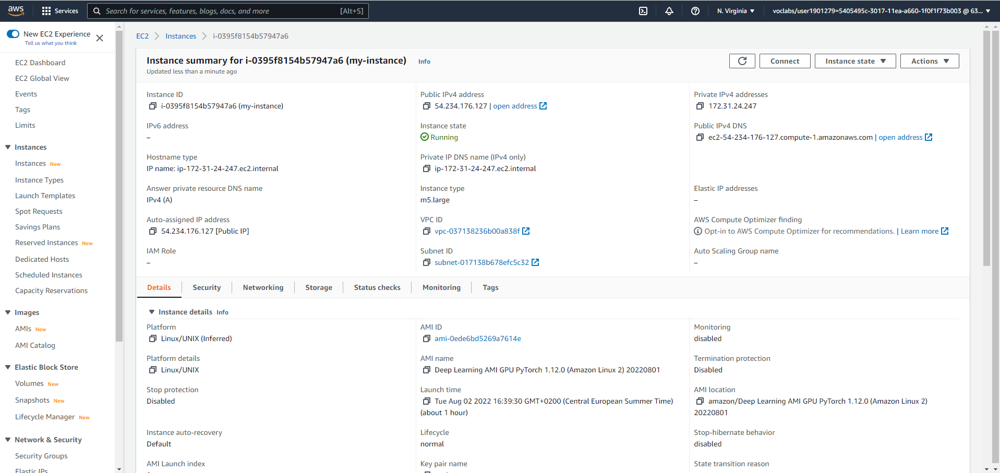 aws
Services
Search for services, features, blogs, docs, and more
[Alt+S]
N. Virginia
voclabs/user1901279=5405495c-3017-11ea-a660-1f0f1f73b003 @ 63...
New EC2 Experience
Tell us what you think
EC2 Dashboard
EC2 Global View
Events
Tags
Limits
Instances
Instances New
Instance Types
Launch Templates
Spot Requests
Savings Plans
Reserved Instances New
Dedicated Hosts
Scheduled Instances
Capacity Reservations
Images
AMIs New
AMI Catalog
Elastic Block Store
Volumes New
Snapshots New
Lifecycle Manager New
Network & Security
Security Groups
Elastic IPs
EC2 > Instances > i-0395f8154b57947a6
Instance summary for i-0395f8154b57947a6 (my-instance) Info
Updated less than a minute ago
Connect
Instance state
Actions
Instance ID
i-0395f8154b57947a6 (my-instance)
Public IPv4 address
54.234.176.127 | open address
Private IPv4 addresses
172.31.24.247
IPv6 address
–
Instance state
Running
Public IPv4 DNS
ec2-54-234-176-127.compute-1.amazonaws.com | open address
Hostname type
IP name: ip-172-31-24-247.ec2.internal
Private IP DNS name (IPv4 only)
ip-172-31-24-247.ec2.internal
Answer private resource DNS name
IPv4 (A)
Instance type
m5.large
Elastic IP addresses
–
Auto-assigned IP address
54.234.176.127 [Public IP]
VPC ID
vpc-037138236b00a838f
AWS Compute Optimizer finding
Opt-in to AWS Compute Optimizer for recommendations. | Learn more
IAM Role
–
Subnet ID
subnet-017138b678efc5c32
Auto Scaling Group name
–
Details
Security
Networking
Storage
Status checks
Monitoring
Tags
Instance details Info
Platform
Linux/UNIX (Inferred)
AMI ID
ami-0ede6bd5269a7614e
Monitoring
disabled
Platform details
Linux/UNIX
AMI name
Deep Learning AMI GPU PyTorch 1.12.0 (Amazon Linux 2) 20220801
Termination protection
Disabled
Stop protection
Disabled
Launch time
Tue Aug 02 2022 16:39:30 GMT+0200 (Central European Summer Time)
(about 1 hour)
AMI location
amazon/Deep Learning AMI GPU PyTorch 1.12.0 (Amazon Linux 2)
20220801
Instance auto-recovery
Default
Lifecycle
normal
Stop-hibernate behavior
disabled
AMI Launch index
Key pair name
State transition reason